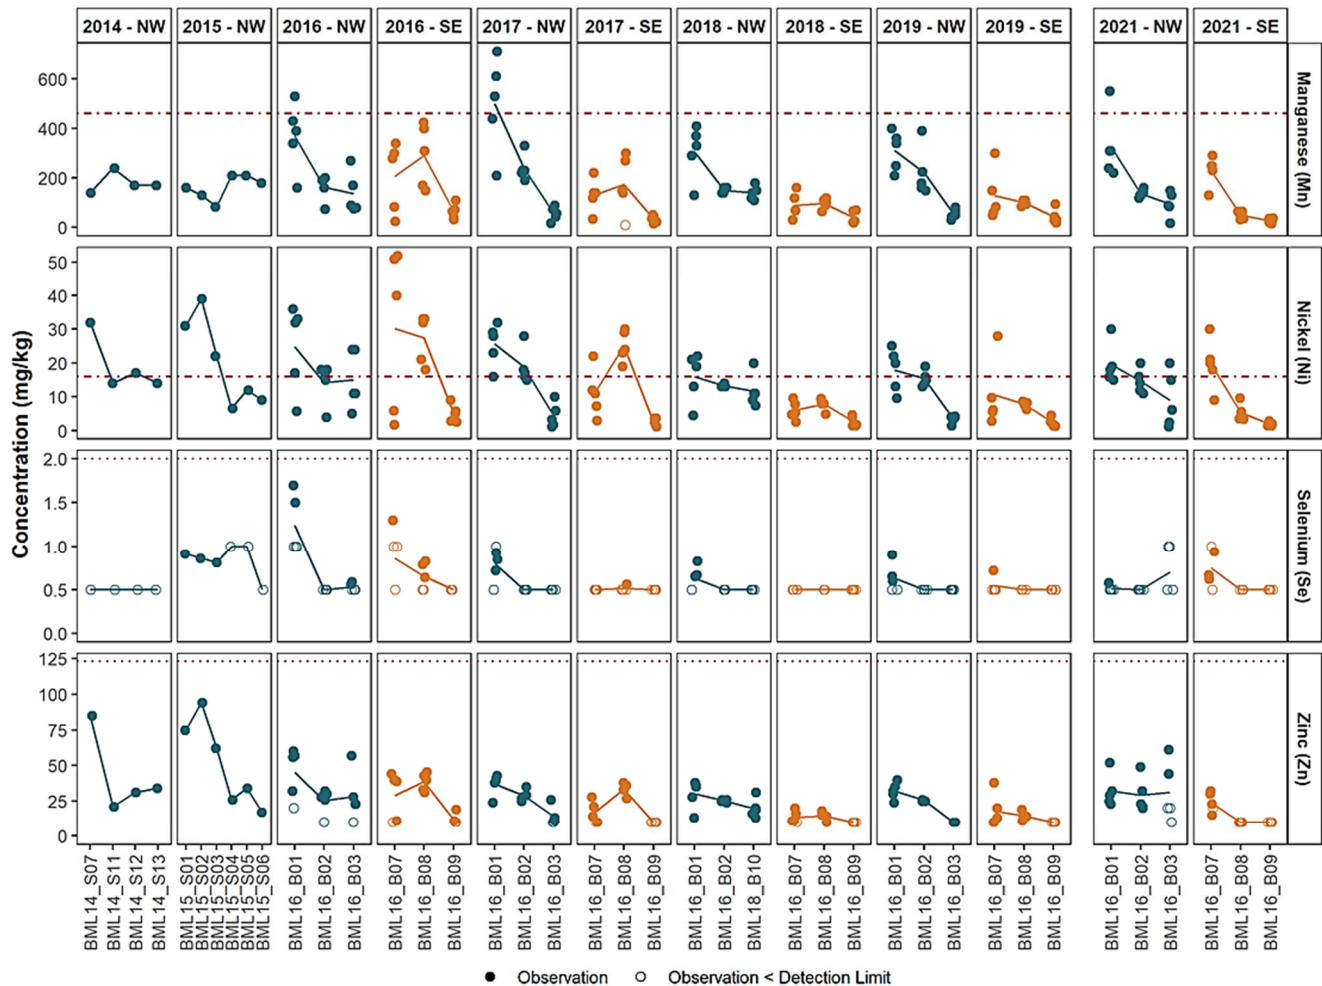 2014 - NW 2015 - NW 2016 - NW 2016 - SE 2017 - NW 2017 - SE 2018 - NW 2018 - SE 2019 - NW 2019 - SE 2021 - NW 2021 - SE
Concentration (mg/kg)
600
400
200
0
Manganese (Mn)
50
40
30
20
10
0
Nickel (Ni)
2.0
1.5
1.0
0.5
0.0
Selenium (Se)
125
100
75
50
25
0
Zinc (Zn)
BML14_S07
BML14_S11
BML14_S12
BML14_S13
BML15_S01
BML15_S02
BML15_S03
BML15_S04
BML15_S05
BML15_S06
BML16_B01
BML16_B02
BML16_B03
BML16_B07
BML16_B08
BML16_B09
BML16_B01
BML16_B02
BML16_B03
BML16_B07
BML16_B08
BML16_B09
BML16_B01
BML16_B02
BML18_B10
BML16_B07
BML16_B08
BML16_B09
BML16_B01
BML16_B02
BML16_B03
BML16_B07
BML16_B08
BML16_B09
BML16_B01
BML16_B02
BML16_B03
BML16_B07
BML16_B08
BML16_B09
Observation Observation < Detection Limit